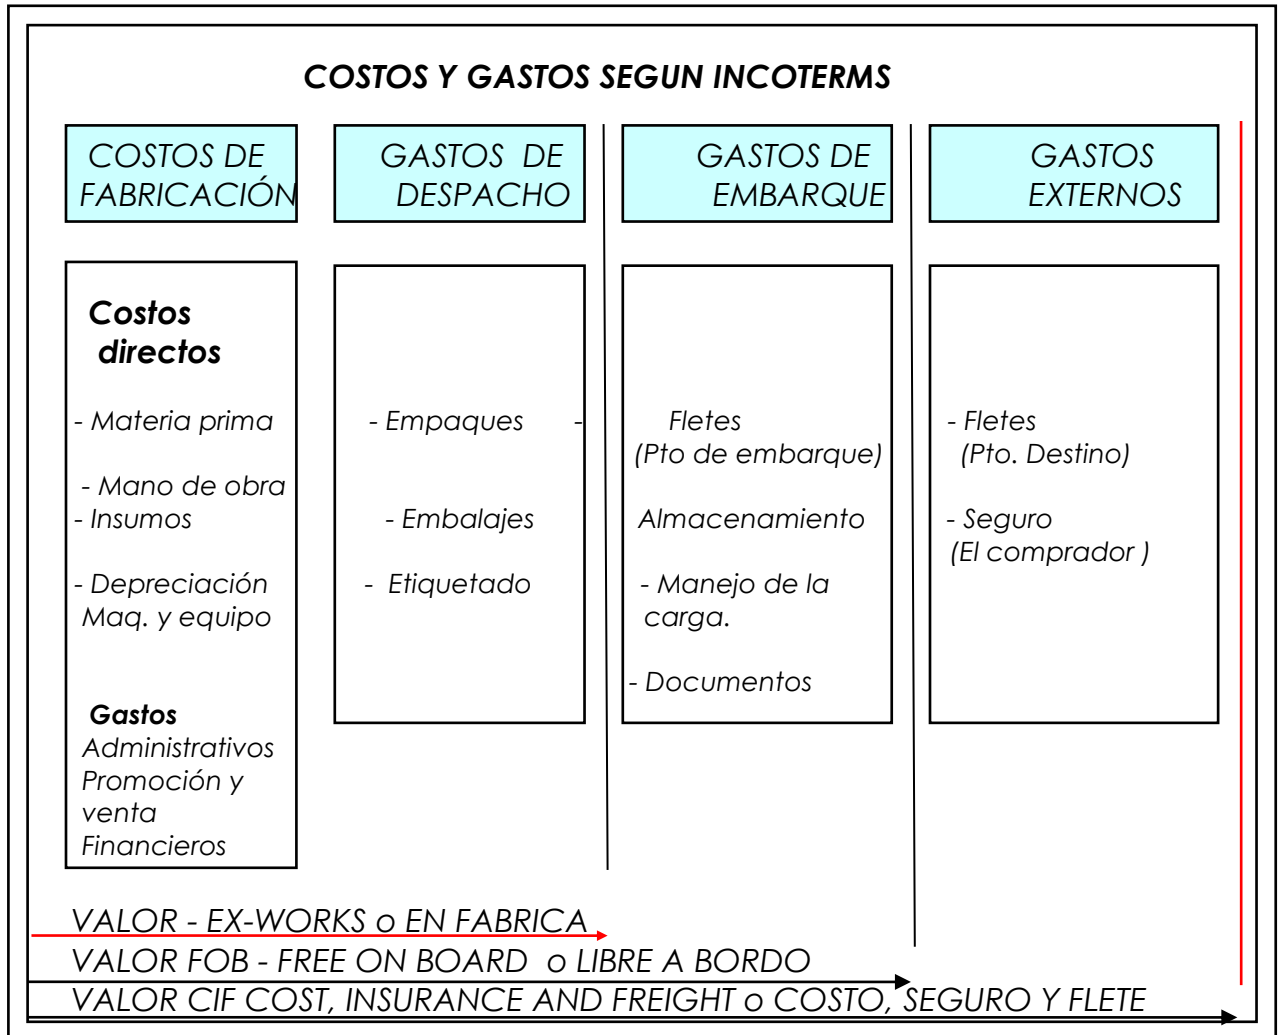 COSTOS Y GASTOS SEGUN INCOTERMS
COSTOS DE
FABRICACIÓN
GASTOS DE
DESPACHO
GASTOS DE
EMBARQUE
GASTOS
EXTERNOS
Costos
directos
- Materia prima
- Mano de obra
- Insumos
- Depreciación
Maq. y equipo
Gastos
Administrativos
Promoción y
venta
Financieros
- Empaques -
- Embalajes
- Etiquetado
Fletes
(Pto de embarque)
Almacenamiento
- Manejo de la
carga.
- Documentos
- Fletes
(Pto. Destino)
- Seguro
(El comprador )
VALOR - EX-WORKS o EN FABRICA
VALOR FOB - FREE ON BOARD o LIBRE A BORDO
VALOR CIF COST, INSURANCE AND FREIGHT o COSTO, SEGURO Y FLETE